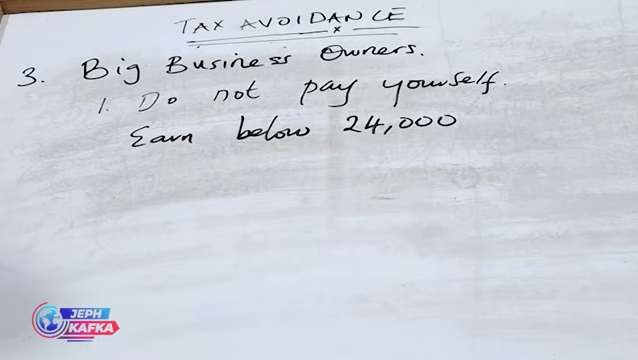 TAX AVOIDANCE
x
3. Big Business Owners.
1. Do not pay yourself.
Earn below 24,000
JEPH
KAFKA